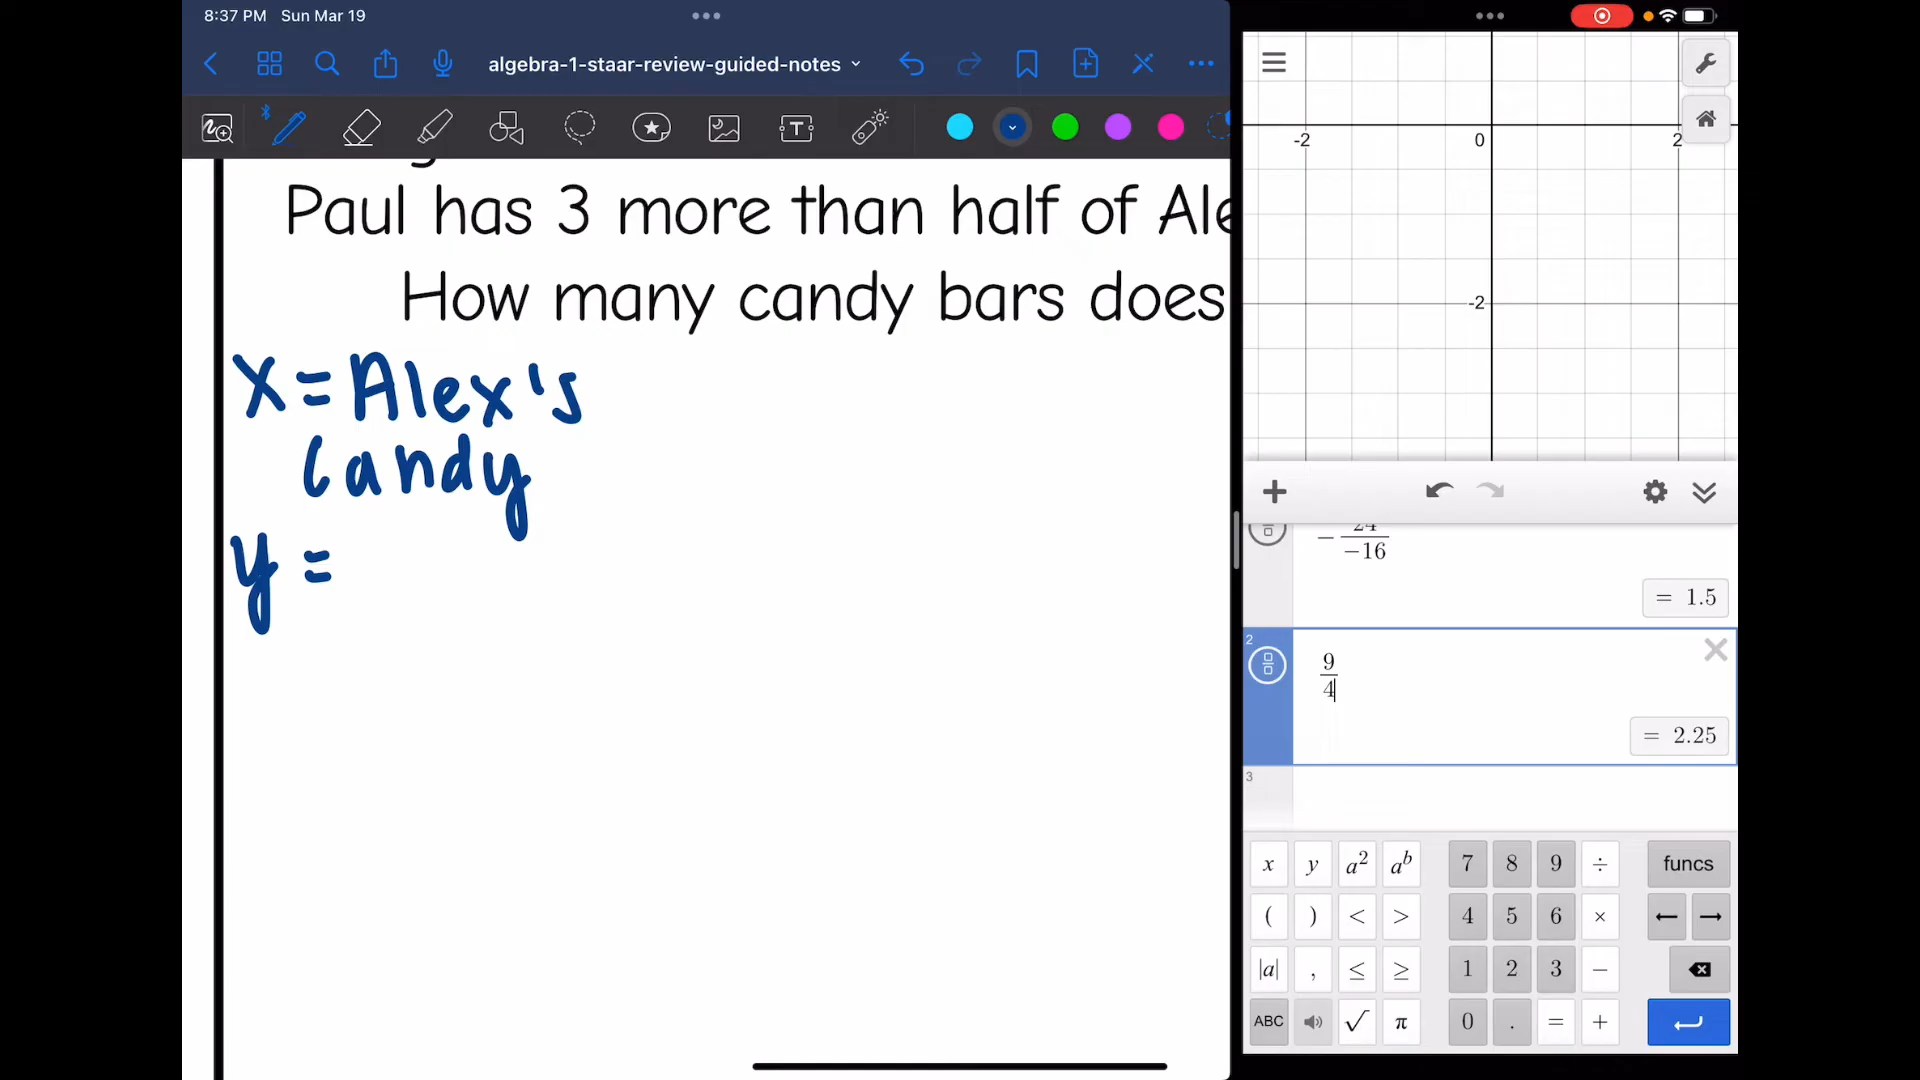 8:37 PM Sun Mar 19
algebra-1-staar-review-guided-notes
Paul has 3 more than half of Ale
How many candy bars does
X = Alex's
Candy
y =
-2 0 2
-2
− 24/−16
= 1.5
2
9/4
= 2.25
3
x y a² aᵇ 7 8 9 ÷ funcs
( ) < > 4 5 6 × ← →
|a| , ≤ ≥ 1 2 3 −
ABC √ π 0 . = +